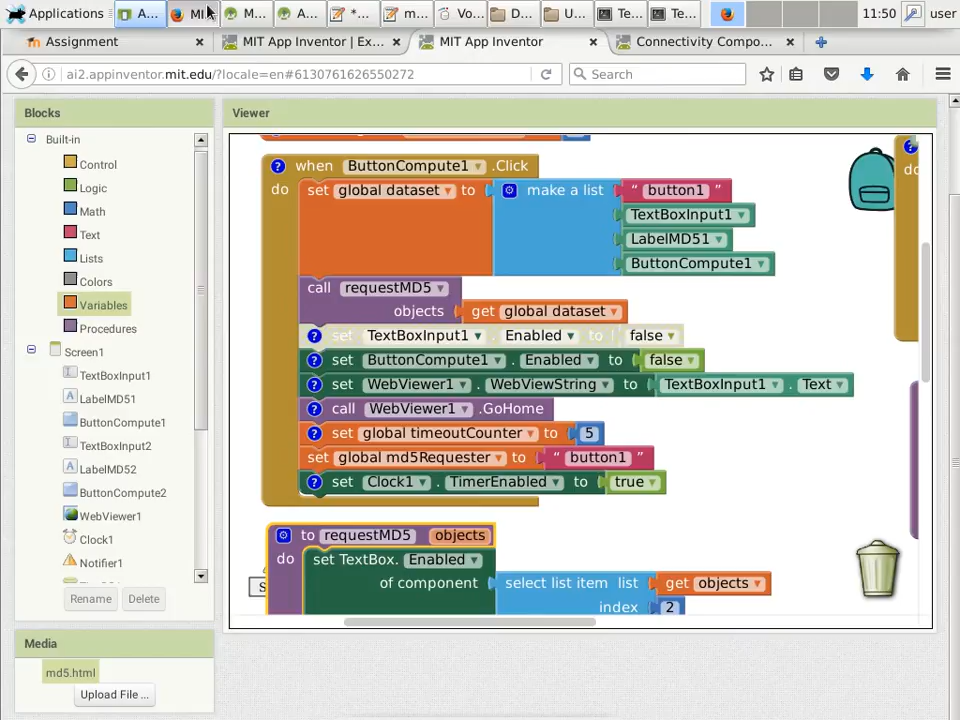 Applications A... MI M... A... *... m... Vo... D... U... Te... Te... 11:50 user
Assignment MIT App Inventor | Ex... MIT App Inventor Connectivity Compo...
ai2.appinventor.mit.edu/?locale=en#6130761626550272 Search
Blocks
Built-in
Control
Logic
Math
Text
Lists
Colors
Variables
Procedures
Screen1
TextBoxInput1
LabelMD51
ButtonCompute1
TextBoxInput2
LabelMD52
ButtonCompute2
WebViewer1
Clock1
Notifier1
Rename Delete
Media
md5.html
Upload File ...
Viewer
when ButtonCompute1 .Click
do set global dataset to make a list " button1 "
TextBoxInput1
LabelMD51
ButtonCompute1
call requestMD5
objects get global dataset
set TextBoxInput1 . Enabled to false
set ButtonCompute1 . Enabled to false
set WebViewer1 . WebViewString to TextBoxInput1 . Text
call WebViewer1 .GoHome
set global timeoutCounter to 5
set global md5Requester to " button1 "
set Clock1 . TimerEnabled to true
to requestMD5 objects
do set TextBox. Enabled
of component select list item list get objects
index 2
do